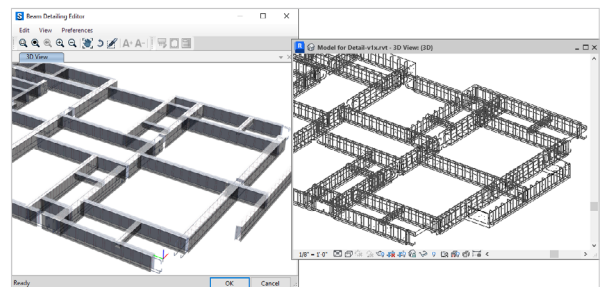 S Beam Detailing Editor
Edit View Preferences
A+ A-
3D View
Ready
OK Cancel
R Model for Detail-v1x.rvt - 3D View: {3D}
1/8" = 1'0"